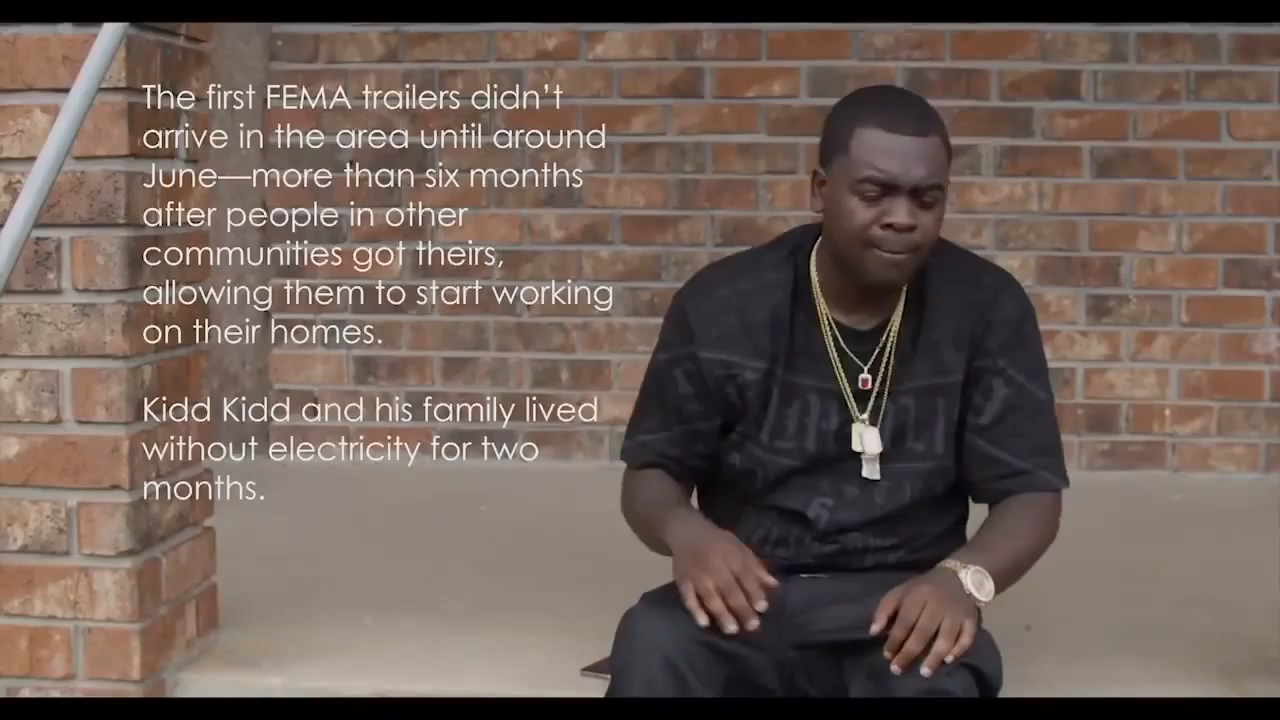 The first FEMA trailers didn’t
arrive in the area until around
June—more than six months
after people in other
communities got theirs,
allowing them to start working
on their homes.
Kidd Kidd and his family lived
without electricity for two
months.